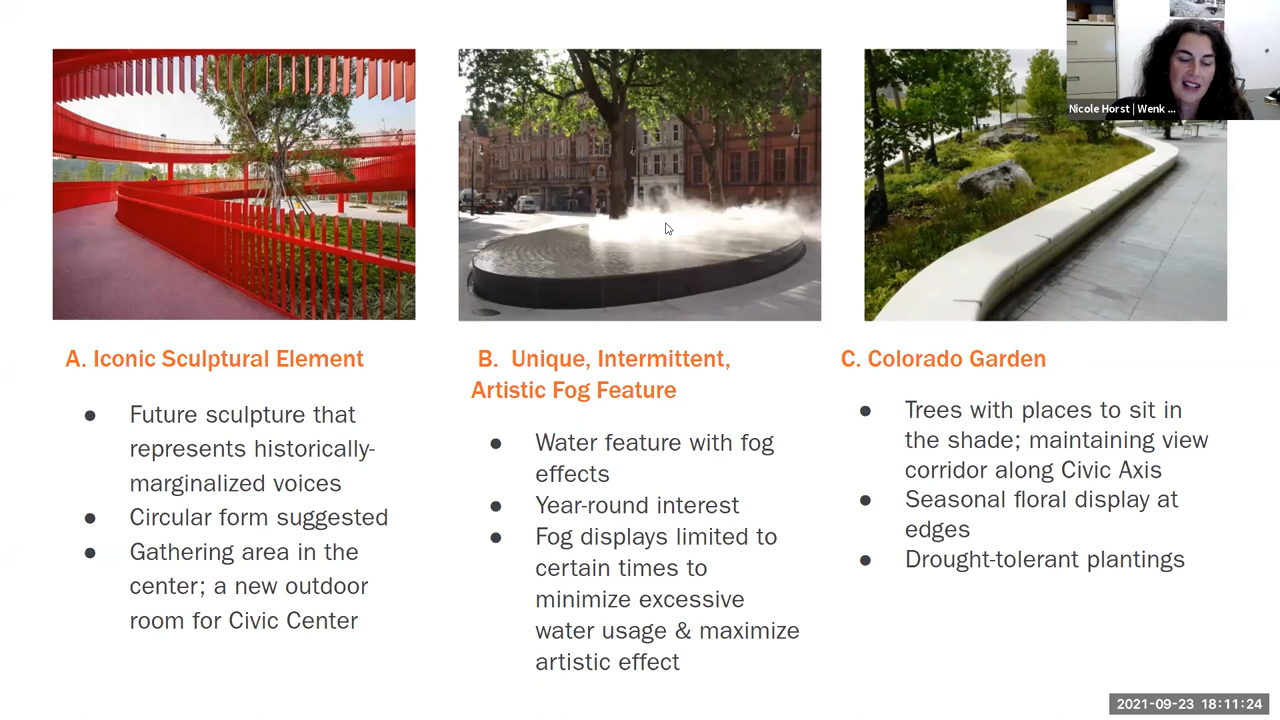 Nicole Horst | Wenk ...
A. Iconic Sculptural Element
● Future sculpture that
represents historically-
marginalized voices
● Circular form suggested
● Gathering area in the
center; a new outdoor
room for Civic Center
B. Unique, Intermittent,
Artistic Fog Feature
● Water feature with fog
effects
● Year-round interest
● Fog displays limited to
certain times to
minimize excessive
water usage & maximize
artistic effect
C. Colorado Garden
● Trees with places to sit in
the shade; maintaining view
corridor along Civic Axis
● Seasonal floral display at
edges
● Drought-tolerant plantings
2021-09-23 18:11:24